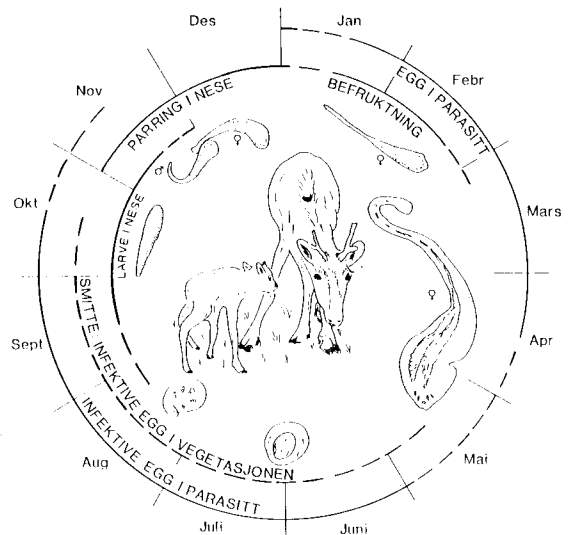 Jan
Febr
Mars
Apr
Mai
Juni
Juli
Aug
Sept
Okt
Nov
Des
EGG I PARASITT
BEFRUKTNING
PARRING I NESE
LARVE I NESE
SMITTE INFEKTIVE EGG I VEGETASJONEN
INFEKTIVE EGG I PARASITT
♀
♂
♀
♀